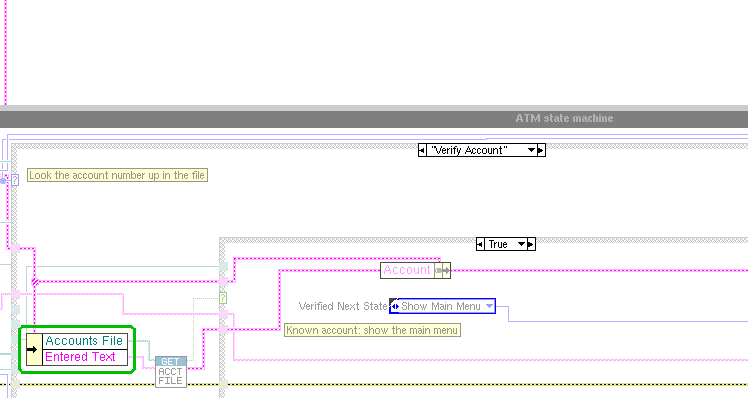 ATM state machine
"Verify Account"
Look the account number up in the file
?
True
Account
?
Verified Next State
Show Main Menu
Known account: show the main menu
Accounts File
Entered Text
GET
ACCT
FILE